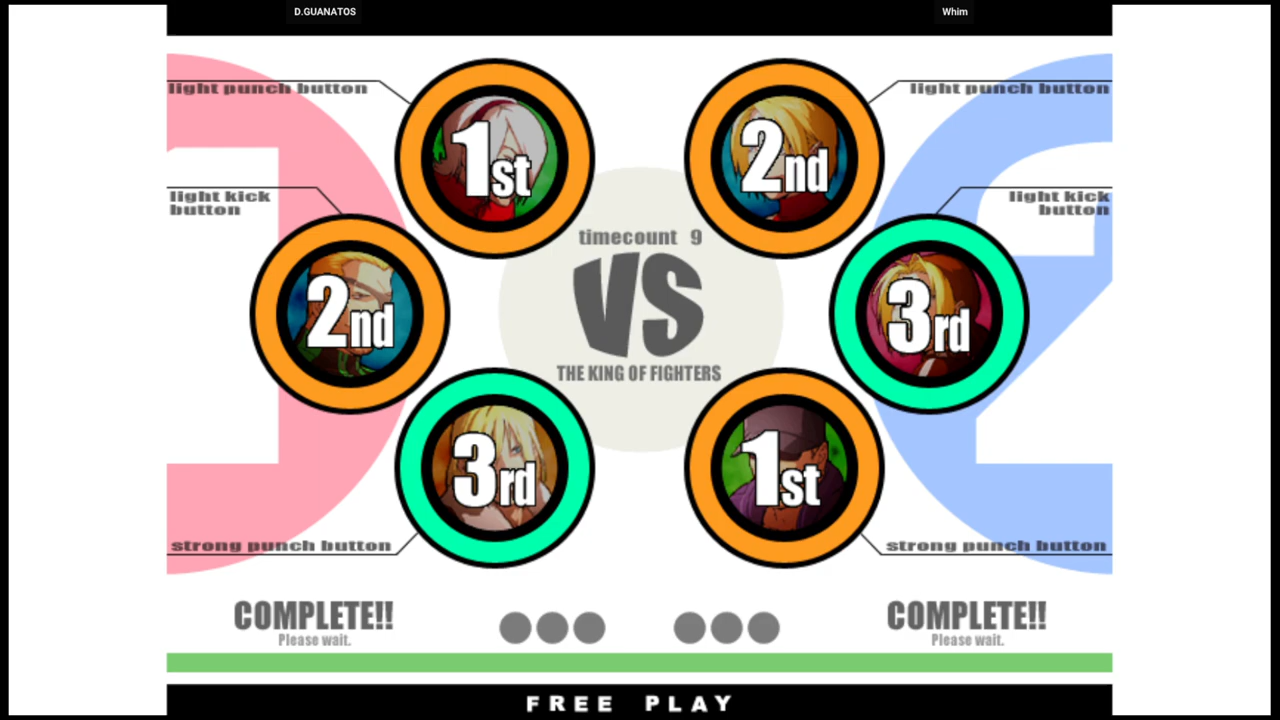 D.GUANATOS
Whim
light punch button
light punch button
1st
2nd
light kick
button
light kick
button
timecount 9
VS
THE KING OF FIGHTERS
2nd
3rd
3rd
1st
strong punch button
strong punch button
COMPLETE!!
Please wait.
COMPLETE!!
Please wait.
FREE PLAY
1
2